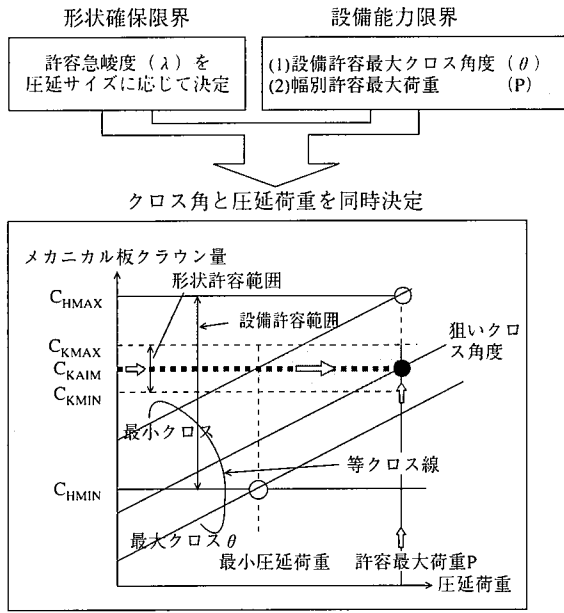 形状確保限界
設備能力限界
許容急峻度（λ）を
圧延サイズに応じて決定
(1)設備許容最大クロス角度（θ）
(2)幅別許容最大荷重　　　（P）
クロス角と圧延荷重を同時決定
メカニカル板クラウン量
形状許容範囲
CHMAX
設備許容範囲
狙いクロ
ス角度
CKMAX
CKAIM
CKMIN
最小クロス
等クロス線
CHMIN
最大クロスθ
最小圧延荷重
許容最大荷重P
圧延荷重